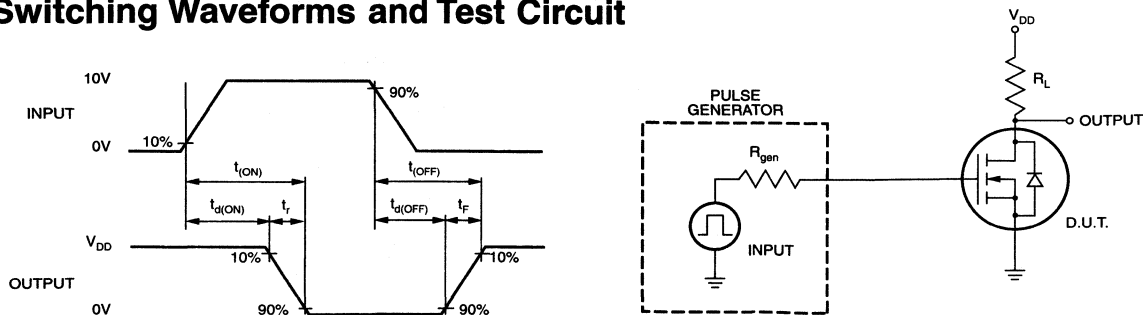 Switching Waveforms and Test Circuit
10V
INPUT
0V
10%
90%
t(ON)
t(OFF)
td(ON)
tr
td(OFF)
tF
VDD
10%
10%
OUTPUT
0V
90%
90%
PULSE
GENERATOR
Rgen
INPUT
VDD
RL
OUTPUT
D.U.T.